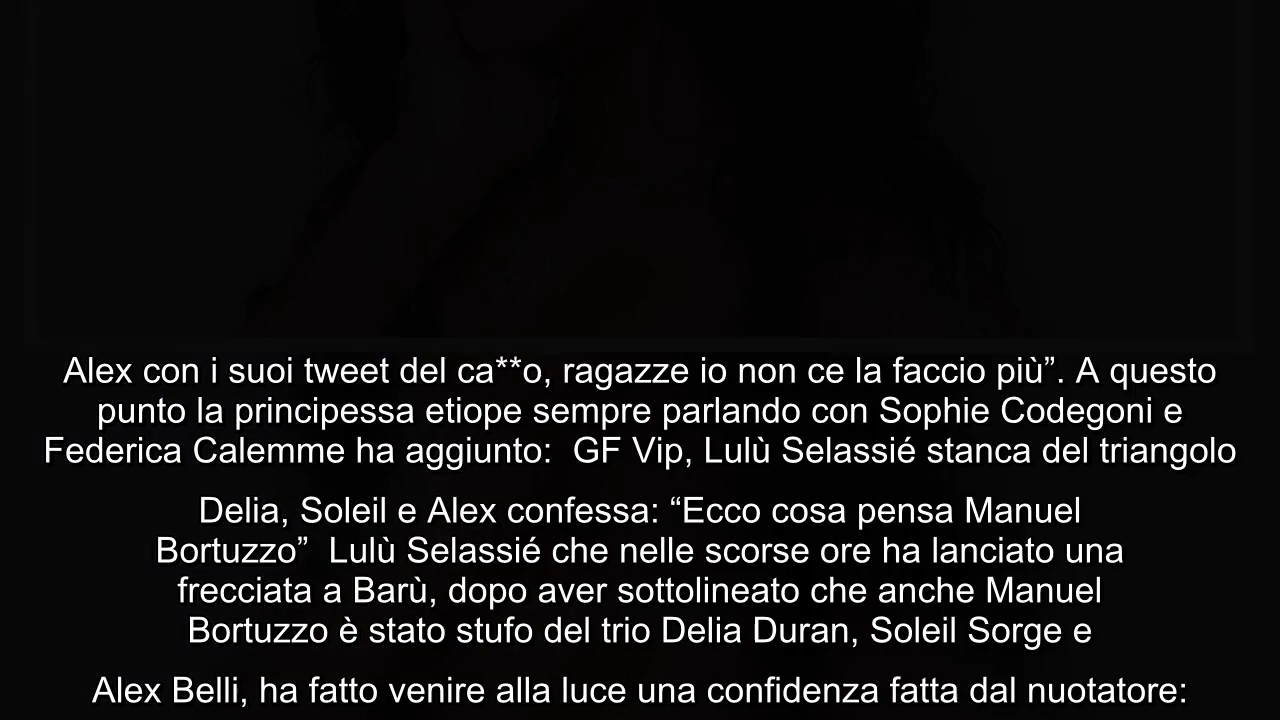 Alex con i suoi tweet del ca**o, ragazze io non ce la faccio più”. A questo
punto la principessa etiope sempre parlando con Sophie Codegoni e
Federica Calemme ha aggiunto:  GF Vip, Lulù Selassié stanca del triangolo
Delia, Soleil e Alex confessa: “Ecco cosa pensa Manuel
Bortuzzo”  Lulù Selassié che nelle scorse ore ha lanciato una
frecciata a Barù, dopo aver sottolineato che anche Manuel
Bortuzzo è stato stufo del trio Delia Duran, Soleil Sorge e
Alex Belli, ha fatto venire alla luce una confidenza fatta dal nuotatore: